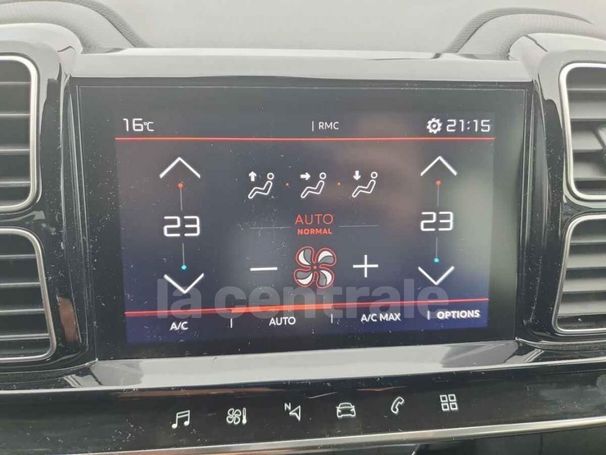 16°C | RMC 21:15
23 AUTO 23
NORMAL
la centrale
A/C | AUTO | A/C MAX | OPTIONS
N